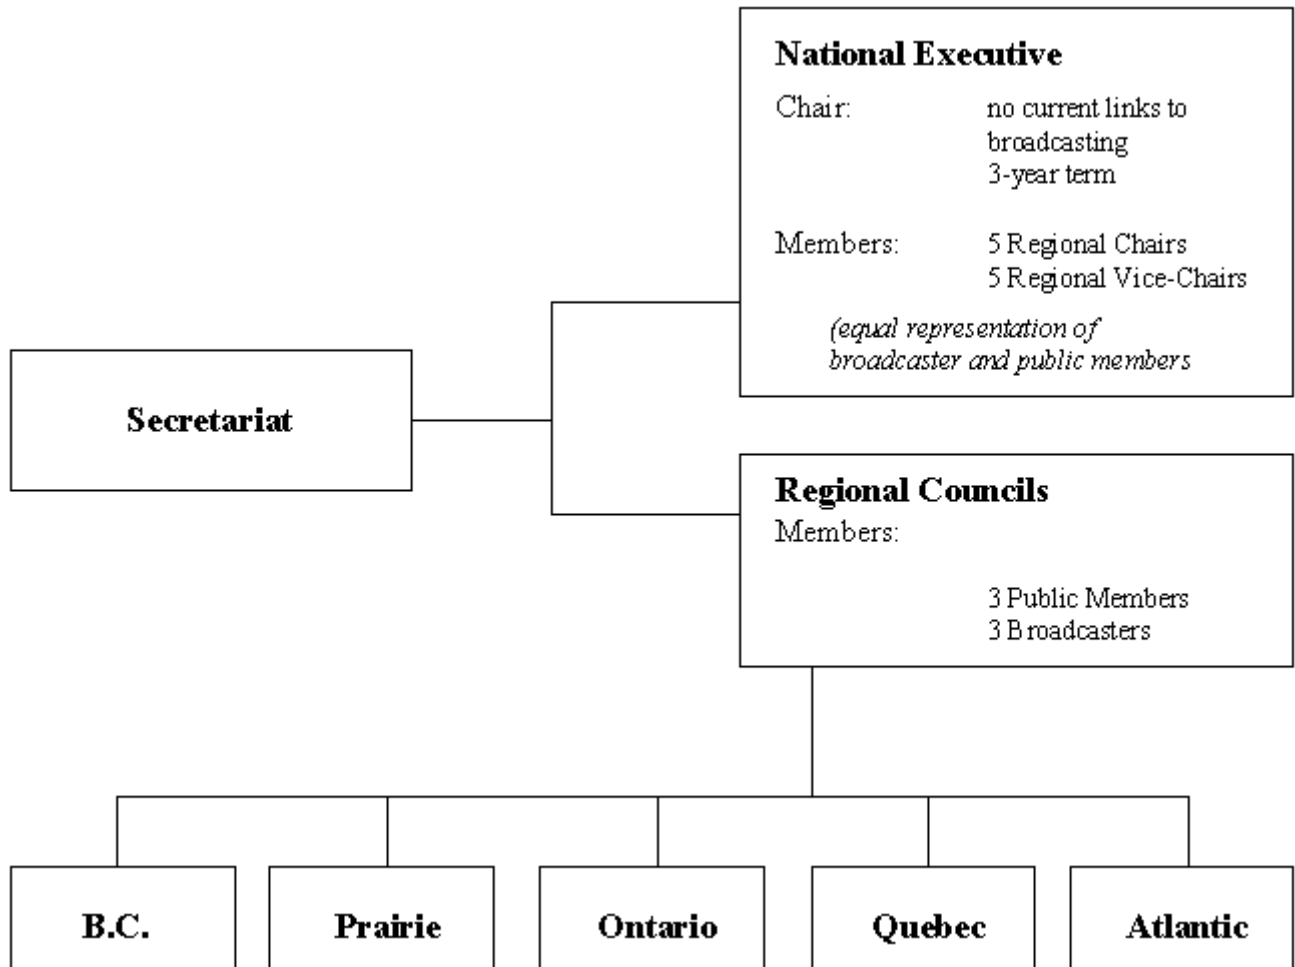 National Executive
Chair: no current links to
broadcasting
3-year term
Members: 5 Regional Chairs
5 Regional Vice-Chairs
(equal representation of
broadcaster and public members
Secretariat
Regional Councils
Members:
3 Public Members
3 Broadcasters
B.C. Prairie Ontario Quebec Atlantic